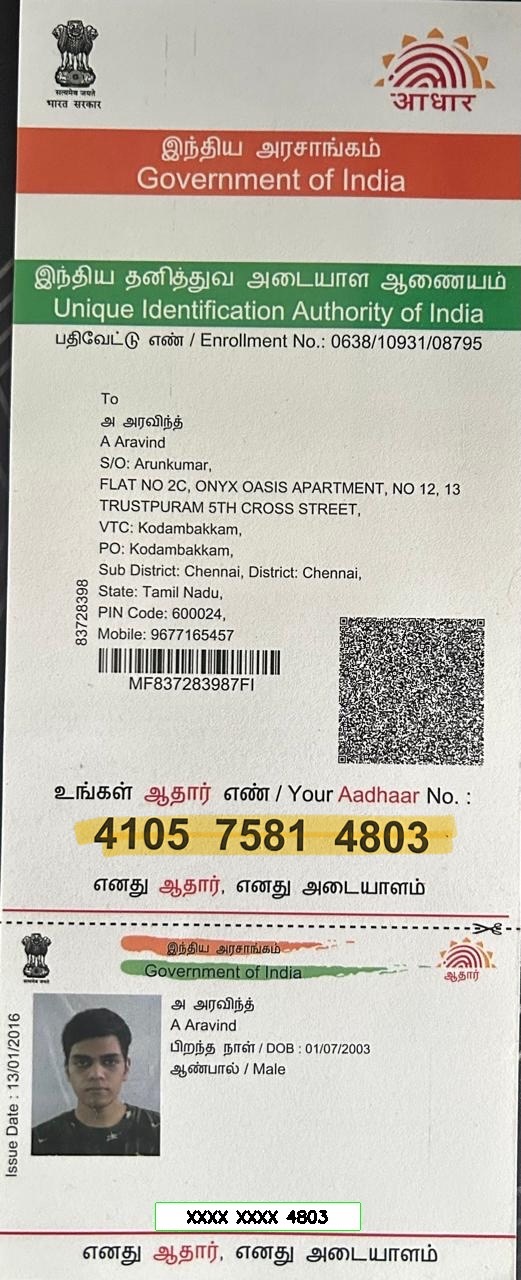 सत्यमेव जयते
भारत सरकार
आधार
இந்திய அரசாங்கம்
Government of India
இந்திய தனித்துவ அடையாள ஆணையம்
Unique Identification Authority of India
பதிவேட்டு எண் / Enrollment No.: 0638/10931/08795
To
அ அரவிந்த்
A Aravind
S/O: Arunkumar,
FLAT NO 2C, ONYX OASIS APARTMENT, NO 12, 13
TRUSTPURAM 5TH CROSS STREET,
VTC: Kodambakkam,
PO: Kodambakkam,
Sub District: Chennai, District: Chennai,
State: Tamil Nadu,
PIN Code: 600024,
Mobile: 9677165457
83728398
MF837283987FI
உங்கள் ஆதார் எண் / Your Aadhaar No. :
4105 7581 4803
எனது ஆதார், எனது அடையாளம்
இந்திய அரசாங்கம்
Government of India
ஆதார்
அ அரவிந்த்
A Aravind
பிறந்த நாள் / DOB : 01/07/2003
ஆண்பால் / Male
Issue Date : 13/01/2016
XXXX XXXX 4803
எனது ஆதார், எனது அடையாளம்